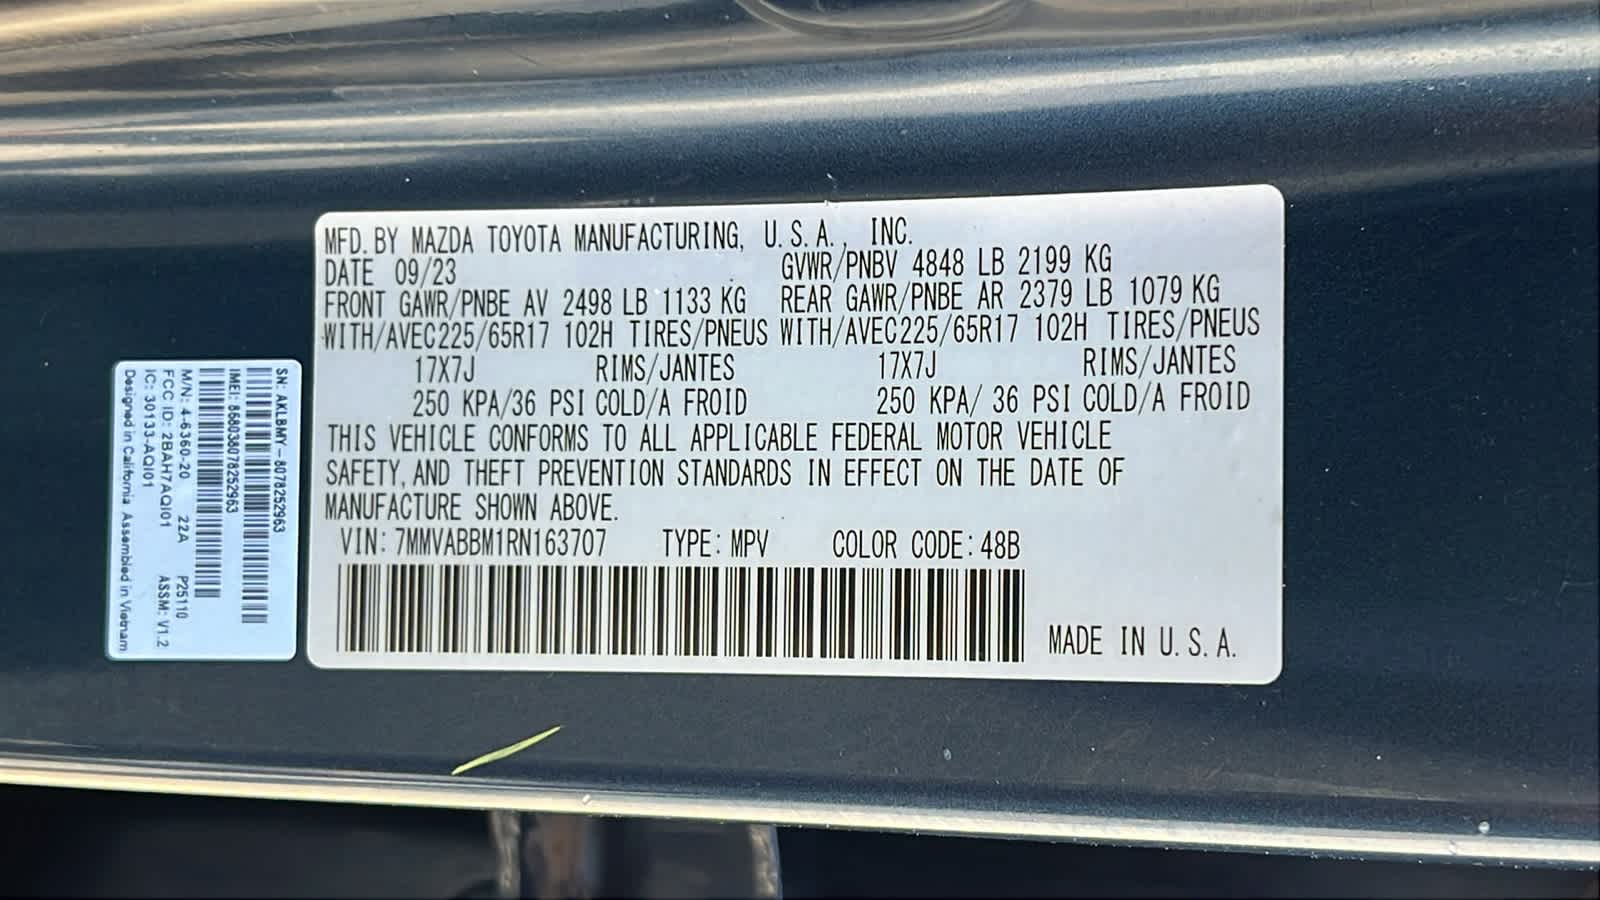 MFD. BY MAZDA TOYOTA MANUFACTURING, U.S.A., INC.
DATE 09/23 GVWR/PNBV 4848 LB 2199 KG
FRONT GAWR/PNBE AV 2498 LB 1133 KG REAR GAWR/PNBE AR 2379 LB 1079 KG
WITH/AVEC225/65R17 102H TIRES/PNEUS WITH/AVEC225/65R17 102H TIRES/PNEUS
17X7J RIMS/JANTES 17X7J RIMS/JANTES
250 KPA/36 PSI COLD/A FROID 250 KPA/ 36 PSI COLD/A FROID
THIS VEHICLE CONFORMS TO ALL APPLICABLE FEDERAL MOTOR VEHICLE
SAFETY, AND THEFT PREVENTION STANDARDS IN EFFECT ON THE DATE OF
MANUFACTURE SHOWN ABOVE.
VIN: 7MMVABBM1RN163707 TYPE: MPV COLOR CODE: 48B
MADE IN U.S.A.
SN: AKLBMY-8078252963
IMEI: 868038078252963
M/N: 4-6360-20 22A P25110
FCC ID: 2BAH7AQI01 ASSM: V1.2
IC: 30133-AQI01
Designed in California Assembled in Vietnam